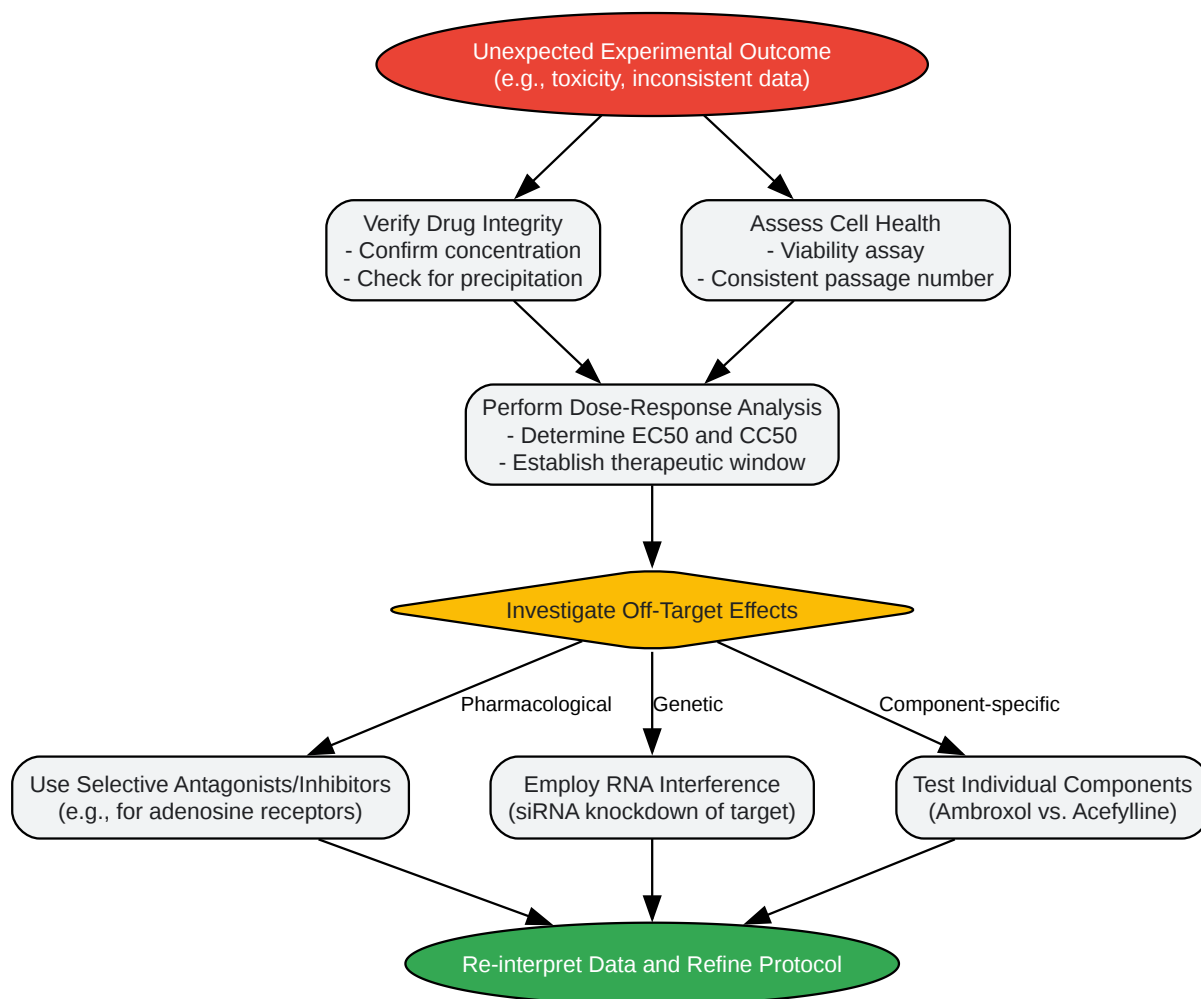 Unexpected Experimental Outcome
(e.g., toxicity, inconsistent data)
Verify Drug Integrity
- Confirm concentration
- Check for precipitation
Assess Cell Health
- Viability assay
- Consistent passage number
Perform Dose-Response Analysis
- Determine EC50 and CC50
- Establish therapeutic window
Investigate Off-Target Effects
Pharmacological
Genetic
Component-specific
Use Selective Antagonists/Inhibitors
(e.g., for adenosine receptors)
Employ RNA Interference
(siRNA knockdown of target)
Test Individual Components
(Ambroxol vs. Acefylline)
Re-interpret Data and Refine Protocol